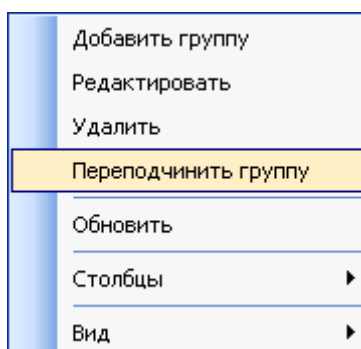 Добавить группу
Редактировать
Удалить
Переподчинить группу
Обновить
Столбцы
Вид